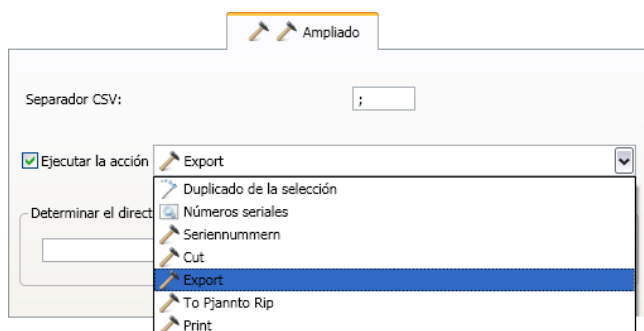 Ampliado
Separador CSV: ;
Ejecutar la acción Export
Duplicado de la selección
Determinar el direct
Números seriales
Seriennummern
Cut
Export
To Pjannto Rip
Print